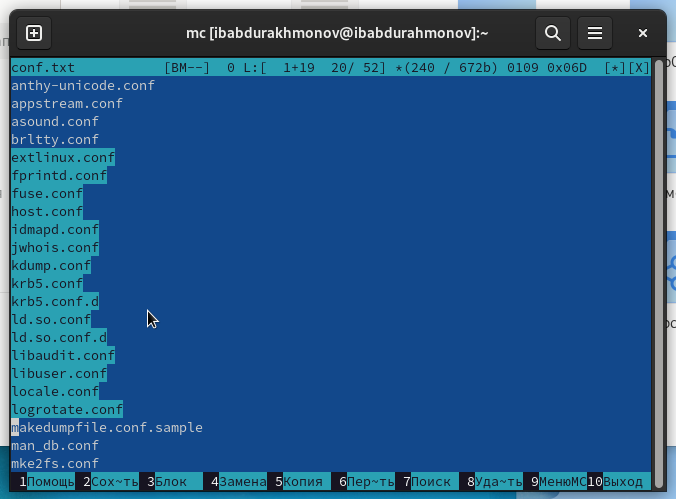 mc [ibabdurakhmonov@ibabdurahmonov]:~
conf.txt [BM--] 0 L:[ 1+19 20/ 52] *(240 / 672b) 0109 0x06D [*][X]
anthy-unicode.conf
appstream.conf
asound.conf
brltty.conf
extlinux.conf
fprintd.conf
fuse.conf
host.conf
idmapd.conf
jwhois.conf
kdump.conf
krb5.conf
krb5.conf.d
ld.so.conf
ld.so.conf.d
libaudit.conf
libuser.conf
locale.conf
logrotate.conf
makedumpfile.conf.sample
man_db.conf
mke2fs.conf
1Помощь 2Сох~ть 3Блок 4Замена 5Копия 6Пер~ть 7Поиск 8Уда~ть 9МенюMC 10Выход